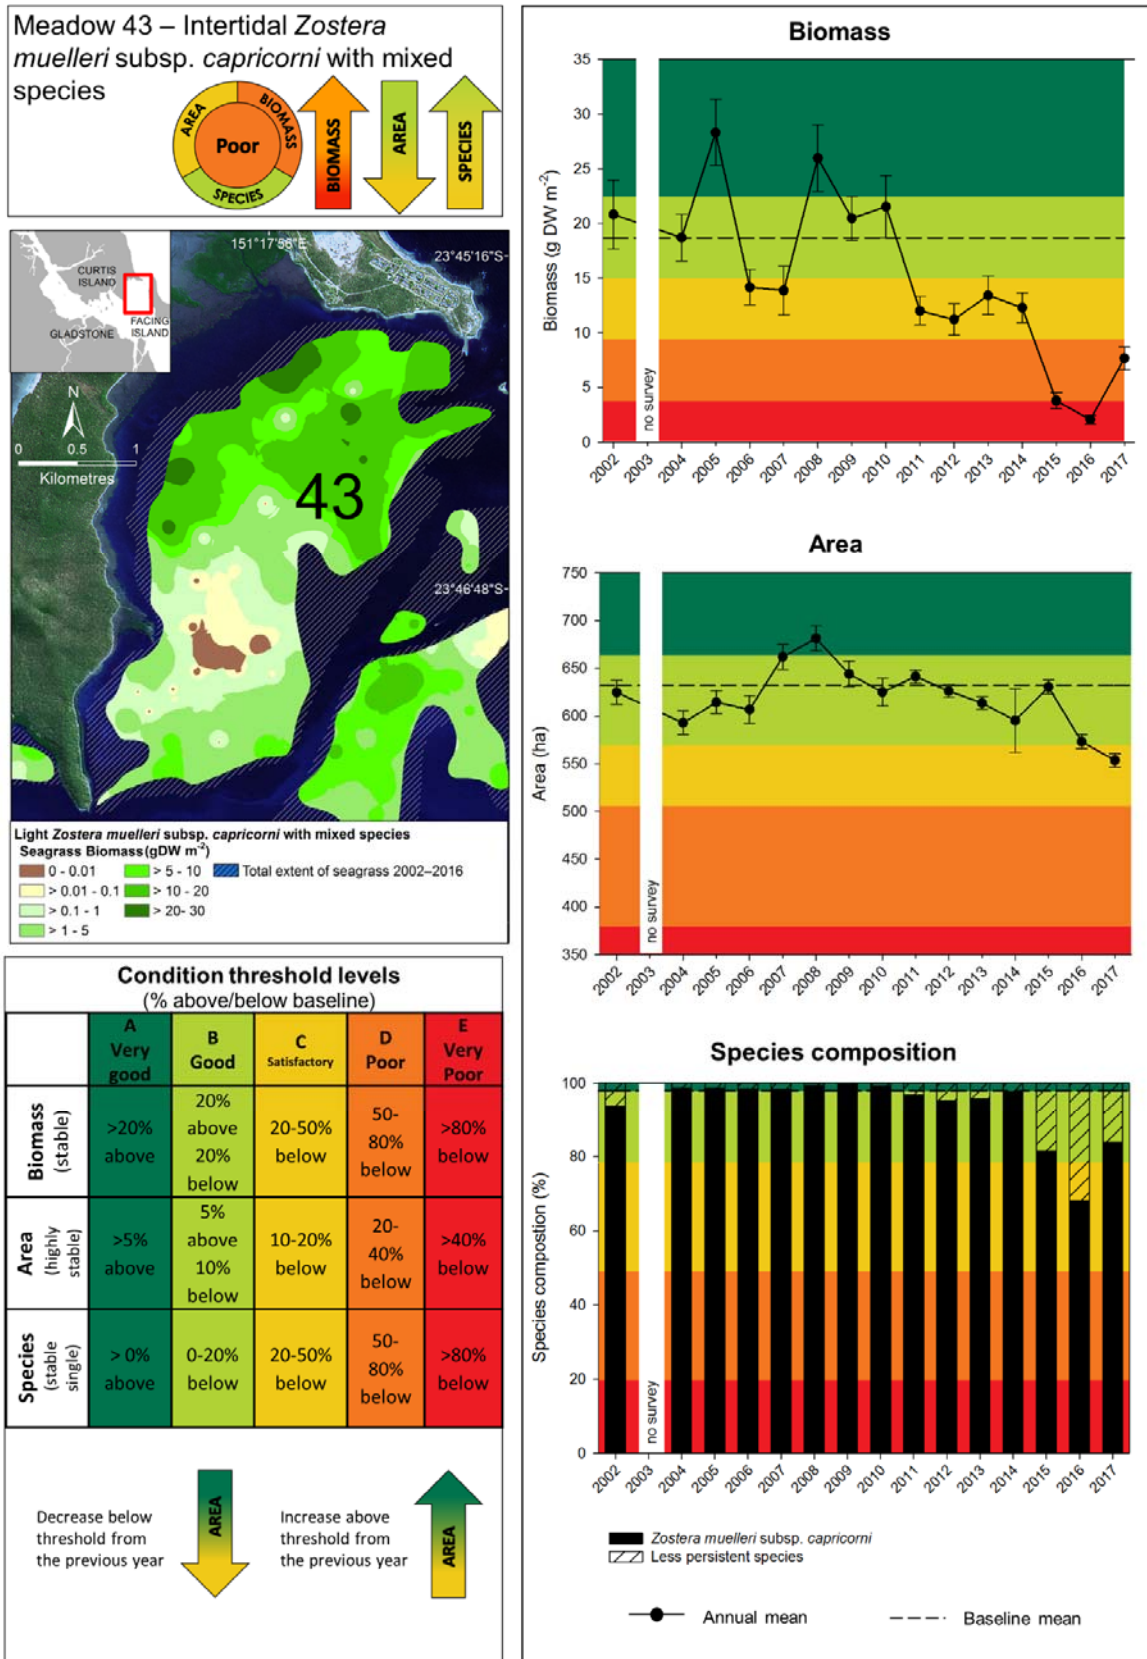 Meadow 43 – Intertidal Zostera
muelleri subsp. capricorni with mixed
species
AREA
BIOMASS
Poor
SPECIES
BIOMASS
AREA
SPECIES
151°17'56"E
23°45'16"S
CURTIS
ISLAND
FACING
ISLAND
GLADSTONE
N
0 0.5 1
Kilometres
43
23°46'48"S
Light Zostera muelleri subsp. capricorni with mixed species
Seagrass Biomass(gDW m-2)
0 - 0.01
> 0.01 - 0.1
> 0.1 - 1
> 1 - 5
> 5 - 10
> 10 - 20
> 20- 30
Total extent of seagrass 2002–2016
Condition threshold levels
(% above/below baseline)
A Very good
B Good
C Satisfactory
D Poor
E Very Poor
Biomass (stable)
>20% above
20% above 20% below
20-50% below
50-80% below
>80% below
Area (highly stable)
>5% above
5% above 10% below
10-20% below
20-40% below
>40% below
Species (stable single)
> 0% above
0-20% below
20-50% below
50-80% below
>80% below
Decrease below
threshold from
the previous year
AREA
Increase above
threshold from
the previous year
AREA
Biomass
Biomass (g DW m-2)
35
30
25
20
15
10
5
0
no survey
2002 2003 2004 2005 2006 2007 2008 2009 2010 2011 2012 2013 2014 2015 2016 2017
Area
Area (ha)
750
700
650
600
550
500
450
400
350
no survey
2002 2003 2004 2005 2006 2007 2008 2009 2010 2011 2012 2013 2014 2015 2016 2017
Species composition
Species compostion (%)
100
80
60
40
20
0
no survey
2002 2003 2004 2005 2006 2007 2008 2009 2010 2011 2012 2013 2014 2015 2016 2017
Zostera muelleri subsp. capricorni
Less persistent species
Annual mean
Baseline mean